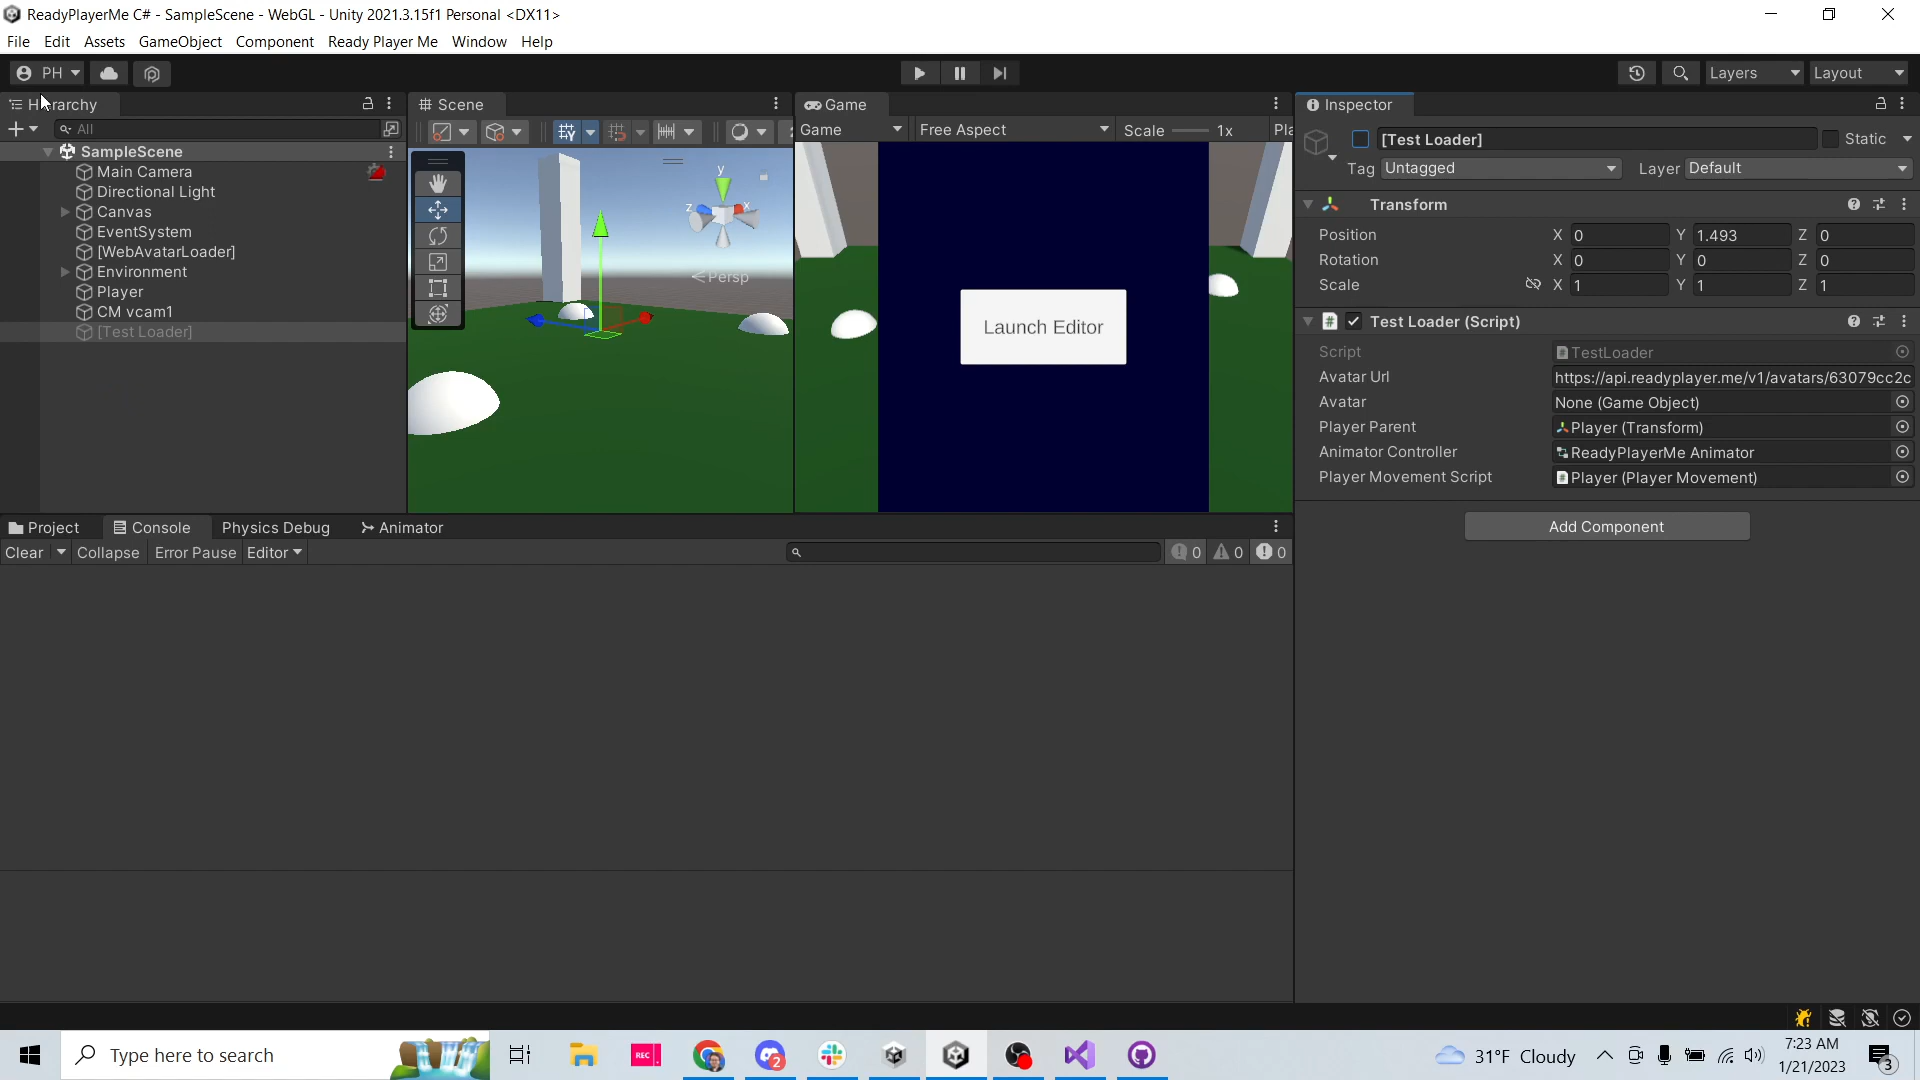 ReadyPlayerMe C# - SampleScene - WebGL - Unity 2021.3.15f1 Personal <DX11>
File Edit Assets GameObject Component Ready Player Me Window Help
PH Layers Layout
Hierarchy
All
SampleScene
Main Camera
Directional Light
Canvas
EventSystem
[WebAvatarLoader]
Environment
Player
CM vcam1
[Test Loader]
Scene
y
x
z
Persp
Game
Game Free Aspect Scale 1x
Launch Editor
Inspector
[Test Loader] Static
Tag Untagged Layer Default
Transform
Position X 0 Y 1.493 Z 0
Rotation X 0 Y 0 Z 0
Scale X 1 Y 1 Z 1
Test Loader (Script)
Script TestLoader
Avatar Url https://api.readyplayer.me/v1/avatars/63079cc2c
Avatar None (Game Object)
Player Parent Player (Transform)
Animator Controller ReadyPlayerMe Animator
Player Movement Script Player (Player Movement)
Add Component
Project Console Physics Debug Animator
Clear Collapse Error Pause Editor 0 0 0
Type here to search
REC
2
31°F Cloudy
7:23 AM
1/21/2023
3